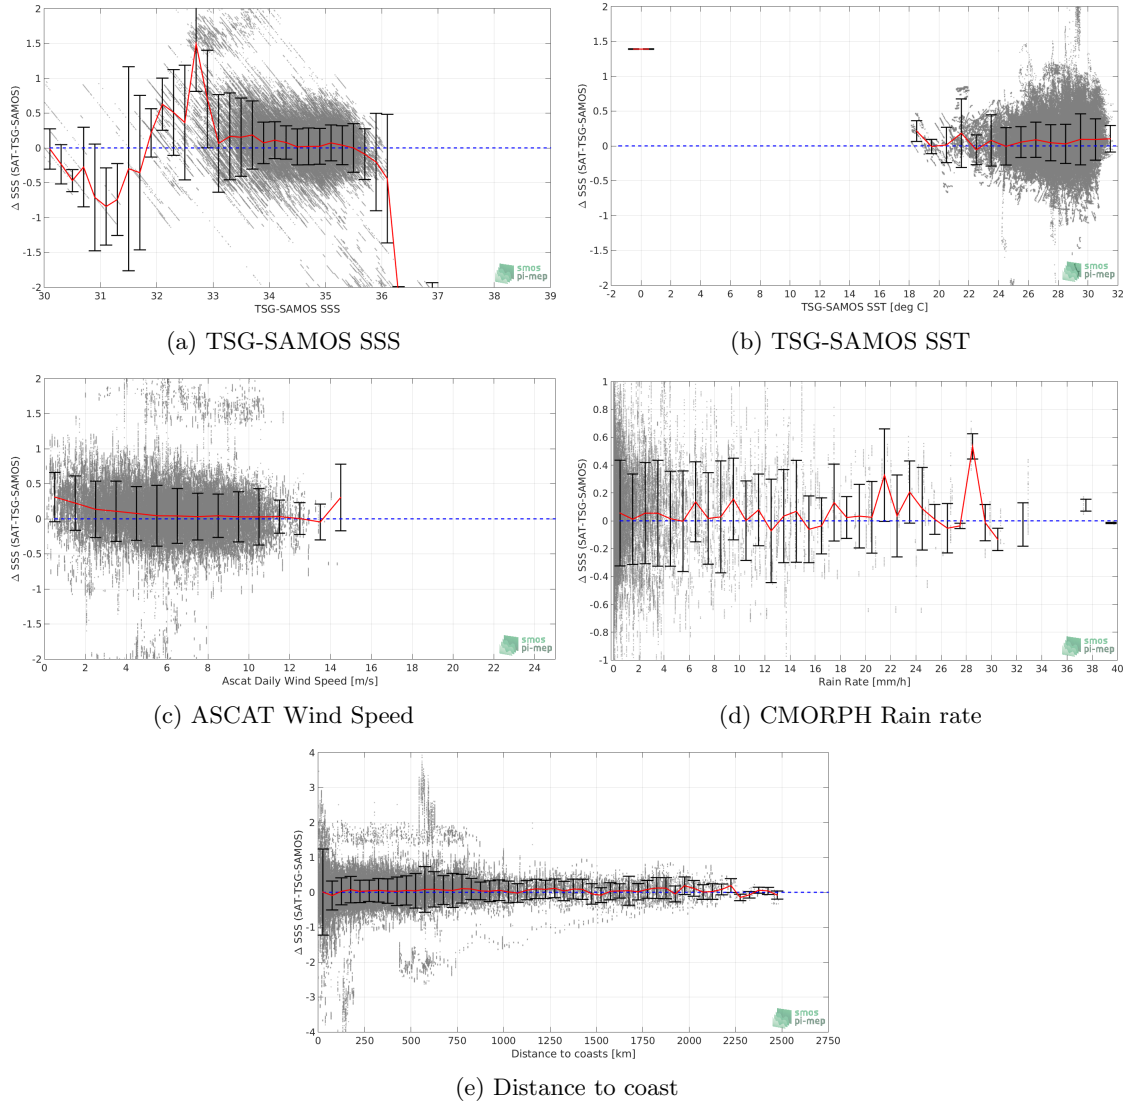 2
1.5
1
0.5
0
-0.5
-1
-1.5
-2
Δ SSS (SAT-TSG-SAMOS)
30 31 32 33 34 35 36 37 38 39
TSG-SAMOS SSS
smos
pi-mep
(a) TSG-SAMOS SSS
2
1.5
1
0.5
0
-0.5
-1
-1.5
-2
Δ SSS (SAT-TSG-SAMOS)
-2 0 2 4 6 8 10 12 14 16 18 20 22 24 26 28 30 32
TSG-SAMOS SST [deg C]
smos
pi-mep
(b) TSG-SAMOS SST
2
1.5
1
0.5
0
-0.5
-1
-1.5
-2
Δ SSS (SAT-TSG-SAMOS)
0 2 4 6 8 10 12 14 16 18 20 22 24
Ascat Daily Wind Speed [m/s]
smos
pi-mep
(c) ASCAT Wind Speed
1
0.8
0.6
0.4
0.2
0
-0.2
-0.4
-0.6
-0.8
-1
Δ SSS (SAT-TSG-SAMOS)
0 2 4 6 8 10 12 14 16 18 20 22 24 26 28 30 32 34 36 38 40
Rain Rate [mm/h]
smos
pi-mep
(d) CMORPH Rain rate
4
3
2
1
0
-1
-2
-3
-4
Δ SSS (SAT-TSG-SAMOS)
0 250 500 750 1000 1250 1500 1750 2000 2250 2500 2750
Distance to coasts [km]
smos
pi-mep
(e) Distance to coast